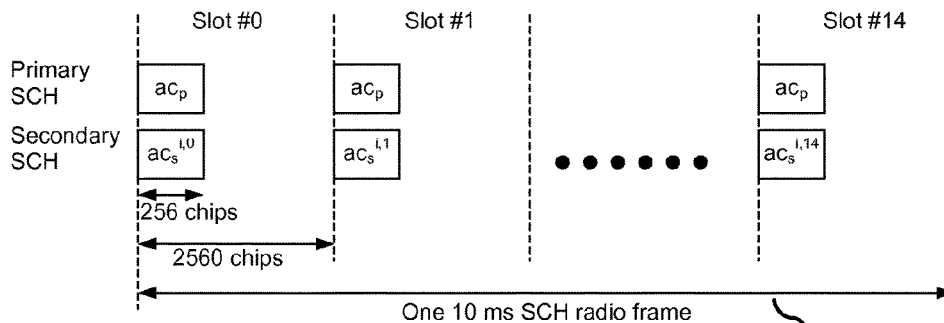 Slot #0 Slot #1 Slot #14
Primary SCH ac_p ac_p ac_p
Secondary SCH ac_s^i,0 ac_s^i,1 ac_s^i,14
256 chips
2560 chips
One 10 ms SCH radio frame